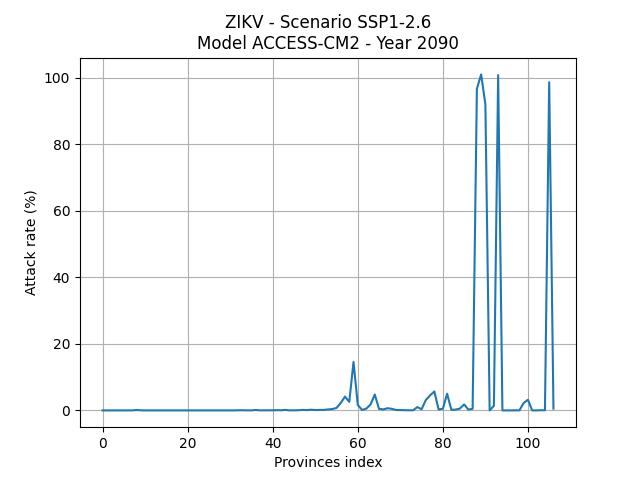 ZIKV - Scenario SSP1-2.6
Model ACCESS-CM2 - Year 2090
100
80
60
40
20
0
Attack rate (%)
0 20 40 60 80 100
Provinces index